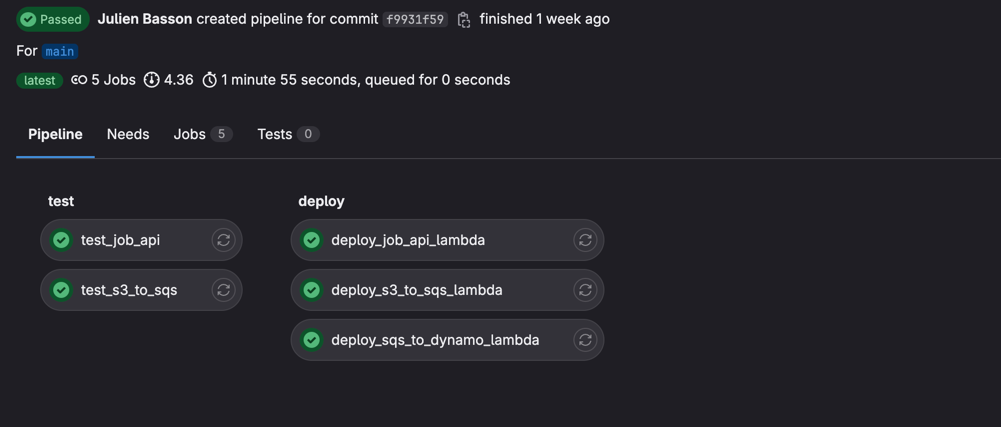 Passed Julien Basson created pipeline for commit f9931f59 finished 1 week ago
For main
latest 5 Jobs 4.36 1 minute 55 seconds, queued for 0 seconds
Pipeline Needs Jobs 5 Tests 0
test
test_job_api
test_s3_to_sqs
deploy
deploy_job_api_lambda
deploy_s3_to_sqs_lambda
deploy_sqs_to_dynamo_lambda